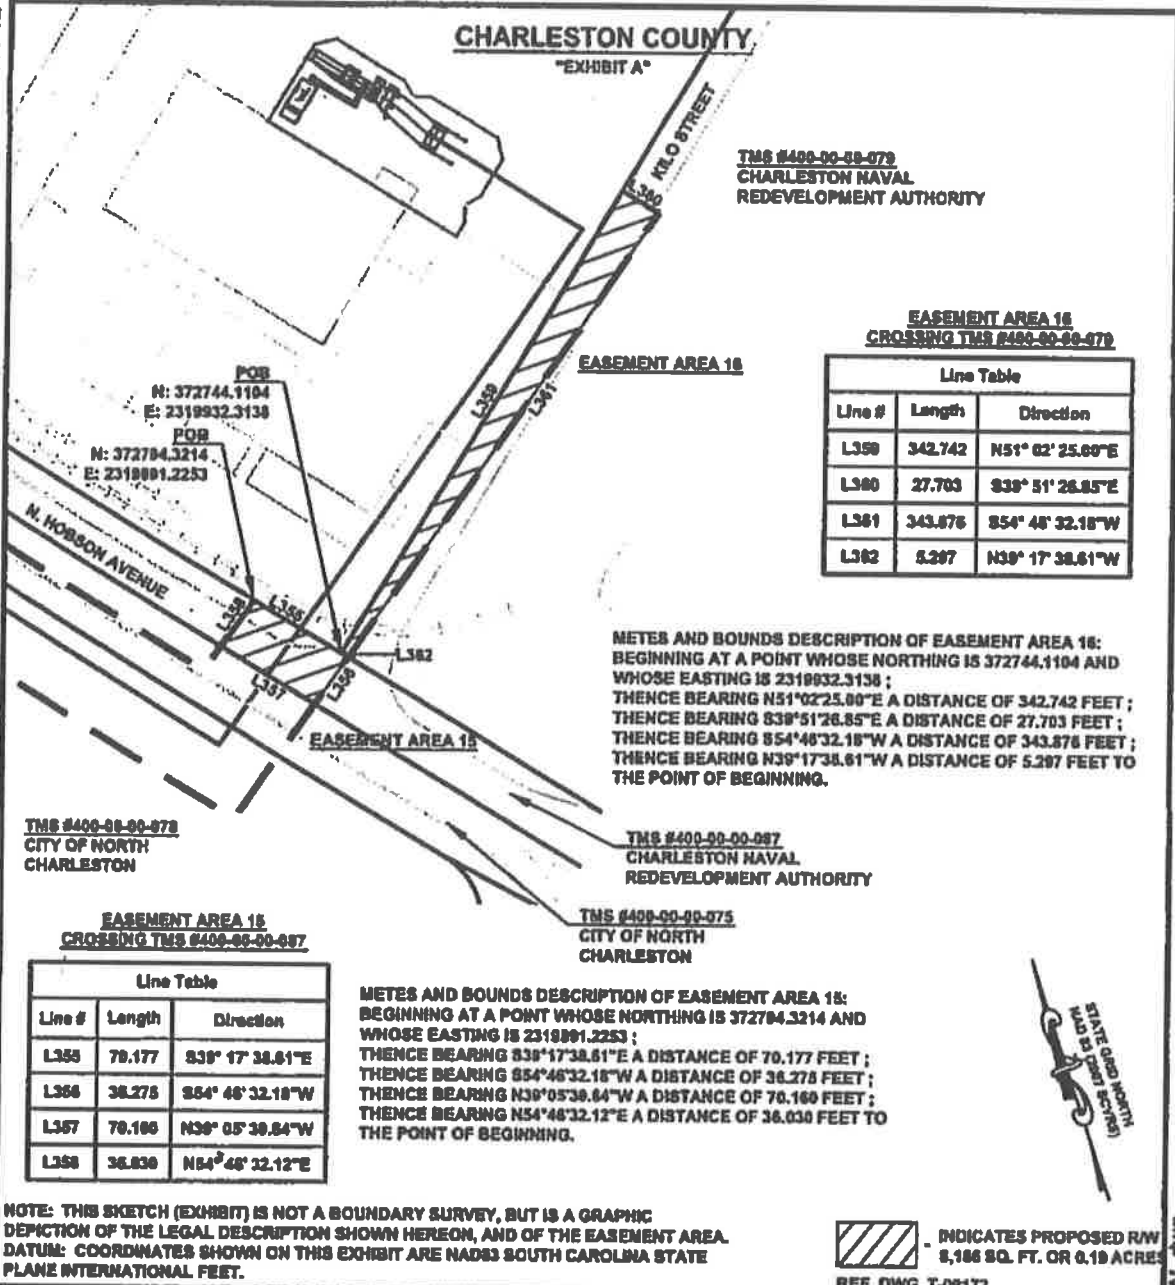 CHARLESTON COUNTY
"EXHIBIT A"
KILO STREET
L360
TMS #400-00-00-079
CHARLESTON NAVAL
REDEVELOPMENT AUTHORITY
EASEMENT AREA 16
CROSSING TMS #400-00-00-079
Line Table
Line # Length Direction
L359 342.742 N51° 02' 25.00"E
L360 27.703 S39° 51' 26.85"E
L361 343.876 S54° 46' 32.18"W
L362 5.297 N39° 17' 38.61"W
EASEMENT AREA 16
L359
L361
POB
N: 372744.1104
E: 2319932.3138
POB
N: 372794.3214
E: 2319891.2253
N. HOBSON AVENUE
L358
L355
L362
L357
L356
EASEMENT AREA 15
METES AND BOUNDS DESCRIPTION OF EASEMENT AREA 16:
BEGINNING AT A POINT WHOSE NORTHING IS 372744.1104 AND
WHOSE EASTING IS 2319932.3138 ;
THENCE BEARING N51°02'25.00"E A DISTANCE OF 342.742 FEET ;
THENCE BEARING S39°51'26.85"E A DISTANCE OF 27.703 FEET ;
THENCE BEARING S54°46'32.18"W A DISTANCE OF 343.876 FEET ;
THENCE BEARING N39°17'38.61"W A DISTANCE OF 5.297 FEET TO
THE POINT OF BEGINNING.
TMS #400-00-00-078
CITY OF NORTH
CHARLESTON
TMS #400-00-00-087
CHARLESTON NAVAL
REDEVELOPMENT AUTHORITY
TMS #400-00-00-075
CITY OF NORTH
CHARLESTON
EASEMENT AREA 15
CROSSING TMS #400-00-00-087
Line Table
Line # Length Direction
L355 70.177 S39° 17' 38.61"E
L356 36.275 S54° 46' 32.18"W
L357 70.160 N39° 05' 39.64"W
L358 36.030 N54° 46' 32.12"E
METES AND BOUNDS DESCRIPTION OF EASEMENT AREA 15:
BEGINNING AT A POINT WHOSE NORTHING IS 372794.3214 AND
WHOSE EASTING IS 2319891.2253 ;
THENCE BEARING S39°17'38.61"E A DISTANCE OF 70.177 FEET ;
THENCE BEARING S54°46'32.18"W A DISTANCE OF 36.275 FEET ;
THENCE BEARING N39°05'39.64"W A DISTANCE OF 70.160 FEET ;
THENCE BEARING N54°46'32.12"E A DISTANCE OF 36.030 FEET TO
THE POINT OF BEGINNING.
STATE GRID NORTH
NAD 83 (2007 SCVRS)
NOTE: THIS SKETCH (EXHIBIT) IS NOT A BOUNDARY SURVEY, BUT IS A GRAPHIC
DEPICTION OF THE LEGAL DESCRIPTION SHOWN HEREON, AND OF THE EASEMENT AREA.
DATUM: COORDINATES SHOWN ON THIS EXHIBIT ARE NAD83 SOUTH CAROLINA STATE
PLANE INTERNATIONAL FEET.
- INDICATES PROPOSED R/W
8,186 SQ. FT. OR 0.19 ACRES
REF. DWG.